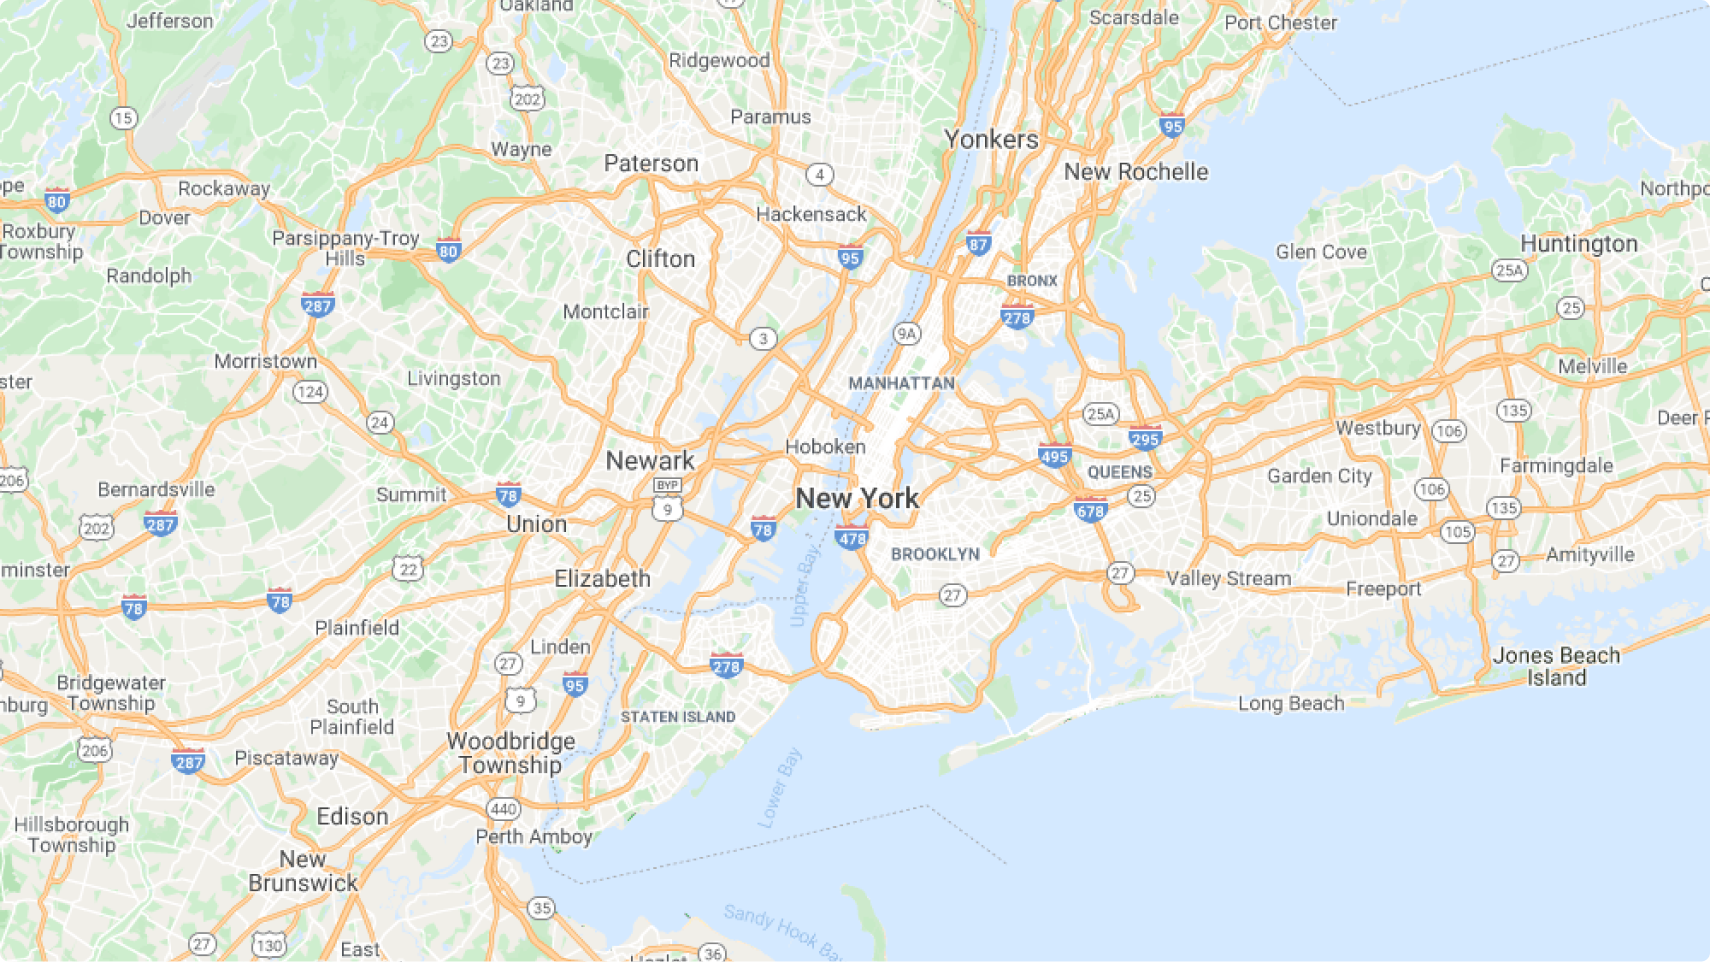 Jefferson
Oakland
Scarsdale
Port Chester
23
Ridgewood
23
202
15
Paramus
95
Yonkers
Wayne
Paterson
4
New Rochelle
80
Rockaway
Northpo
Dover
Hackensack
Roxbury
Township
Parsippany-Troy
Hills
80
95
87
Glen Cove
Huntington
Clifton
Randolph
BRONX
25A
287
Montclair
278
25
3
9A
Morristown
Livingston
MANHATTAN
Melville
124
24
25A
135
Deer
Hoboken
295
Westbury
106
Newark
495
QUEENS
Farmingdale
206
BYP
9
Garden City
Bernardsville
Summit
78
New York
25
106
202
287
Union
78
478
678
Uniondale
135
105
BROOKLYN
22
27
Amityville
minster
Elizabeth
Upper Bay
27
Valley Stream
Freeport
78
78
27
Plainfield
Linden
27
278
Jones Beach
Island
Bridgewater
Township
95
9
Long Beach
South
Plainfield
STATEN ISLAND
206
287
Piscataway
Woodbridge
Township
Lower Bay
440
Edison
Hillsborough
Township
Perth Amboy
New
Brunswick
35
Sandy Hook Ba
27
130
East
36